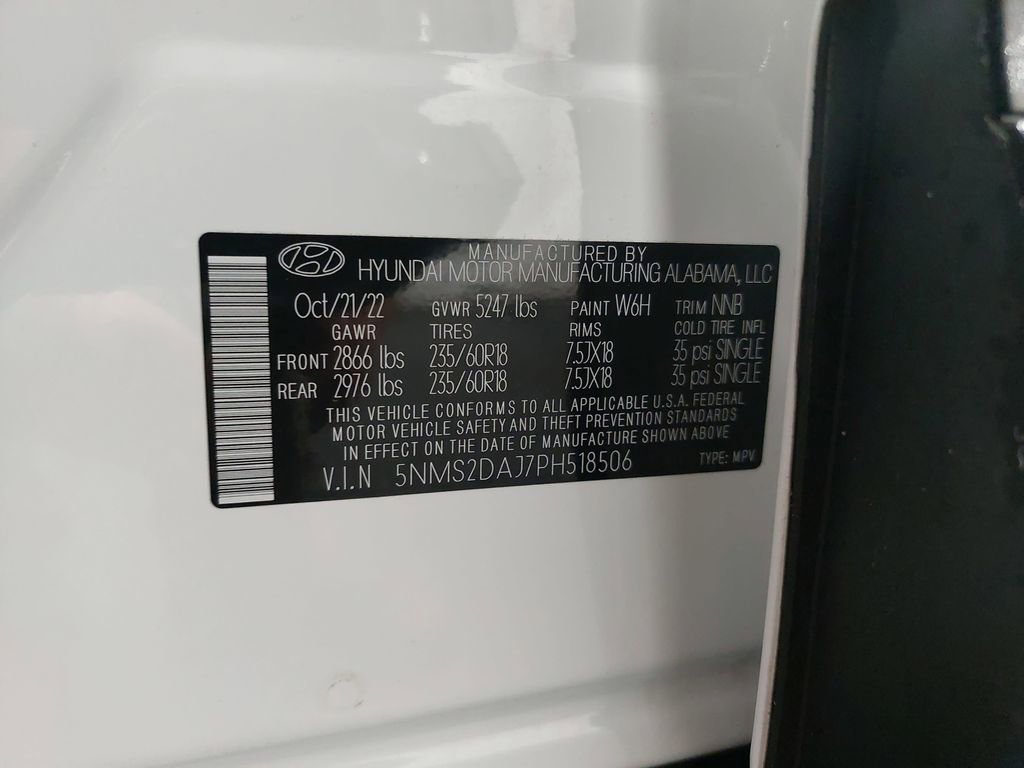 MANUFACTURED BY
HYUNDAI MOTOR MANUFACTURING ALABAMA, LLC
Oct/21/22 GVWR 5247 lbs PAINT W6H TRIM NNB
GAWR TIRES RIMS COLD TIRE INFL
FRONT 2866 lbs 235/60R18 7.5JX18 35 psi SINGLE
REAR 2976 lbs 235/60R18 7.5JX18 35 psi SINGLE
THIS VEHICLE CONFORMS TO ALL APPLICABLE U.S.A. FEDERAL
MOTOR VEHICLE SAFETY AND THEFT PREVENTION STANDARDS
IN EFFECT ON THE DATE OF MANUFACTURE SHOWN ABOVE
V.I.N 5NMS2DAJ7PH518506 TYPE: MPV